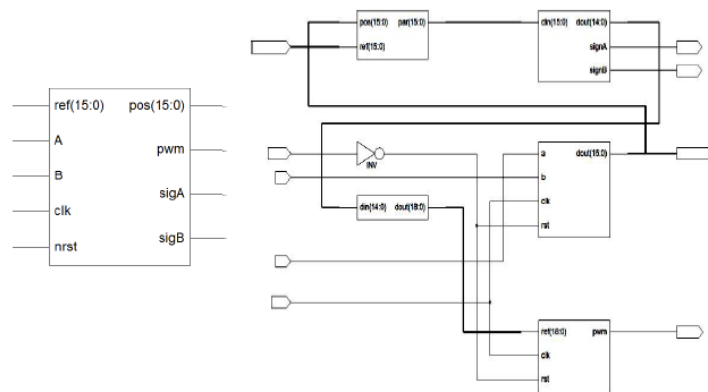 ref(15:0) pos(15:0)
A
pwm
B
sigA
clk
sigB
nrst
pos(15:0) par(15:0)
ref(15:0)
din(15:0) dout(14:0)
signA
signB
INV
a dout(15:0)
b
clk
rst
din(14:0) dout(18:0)
ref(18:0) pwm
clk
rst